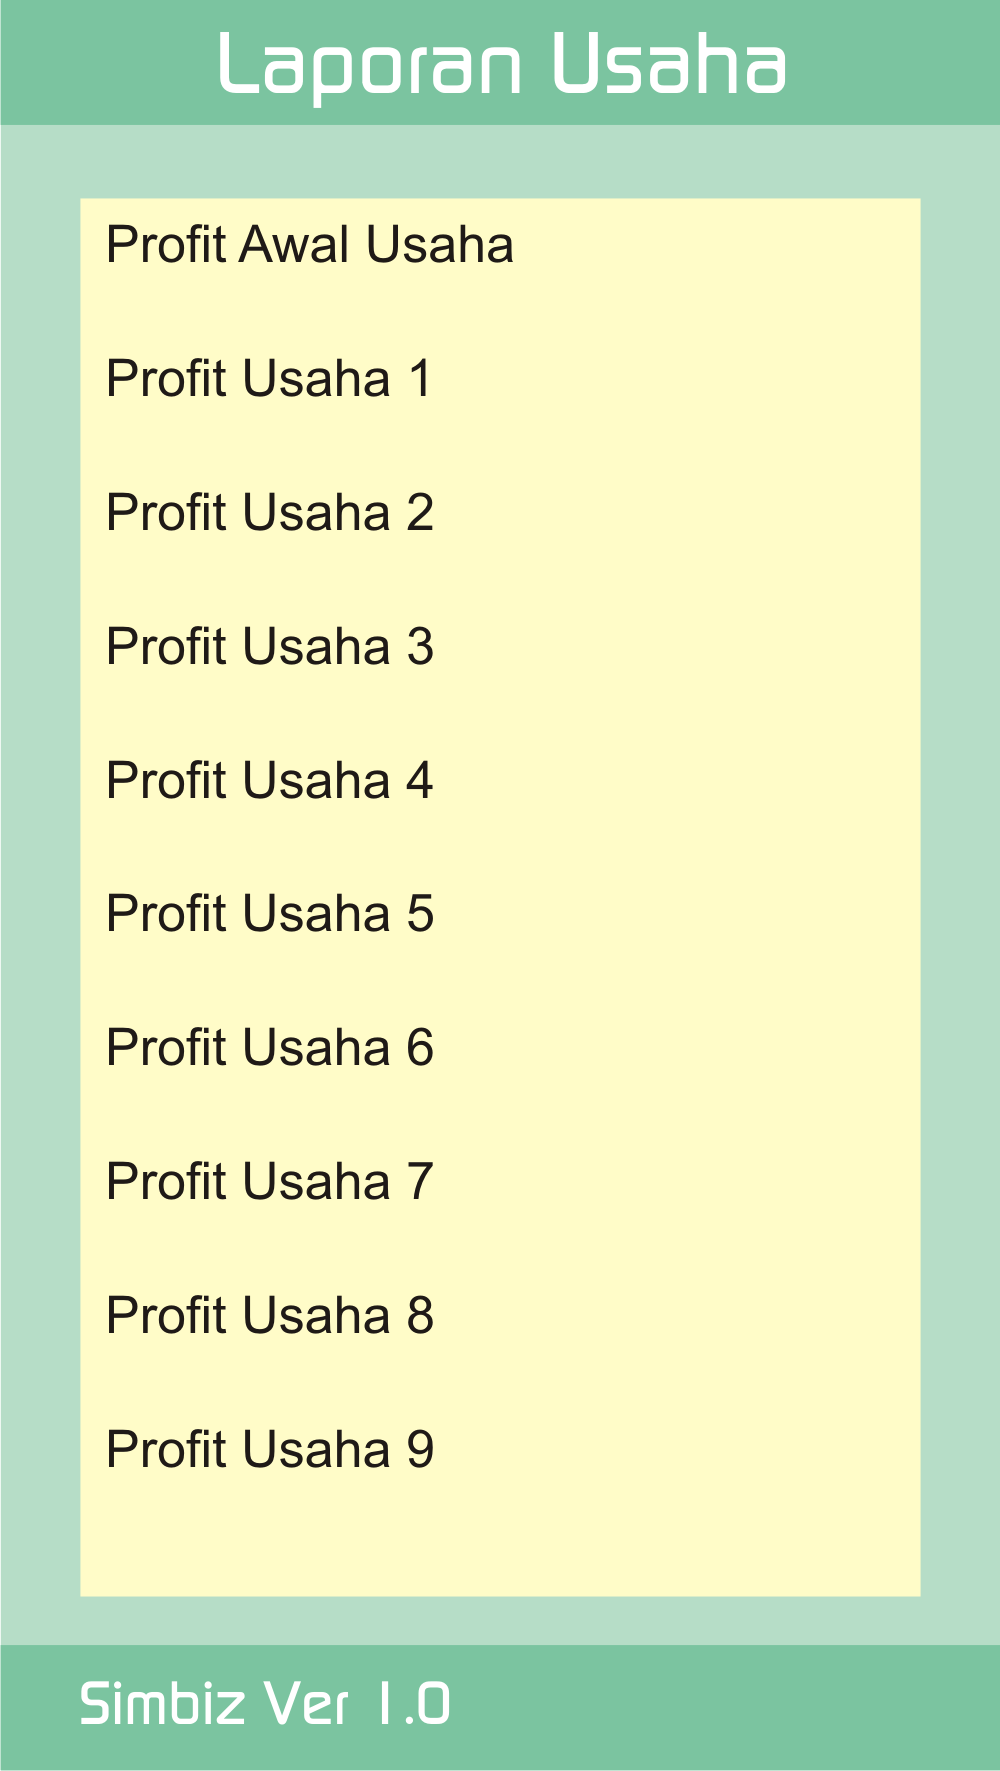 Laporan Usaha
Profit Awal Usaha
Profit Usaha 1
Profit Usaha 2
Profit Usaha 3
Profit Usaha 4
Profit Usaha 5
Profit Usaha 6
Profit Usaha 7
Profit Usaha 8
Profit Usaha 9
Simbiz Ver 1.0